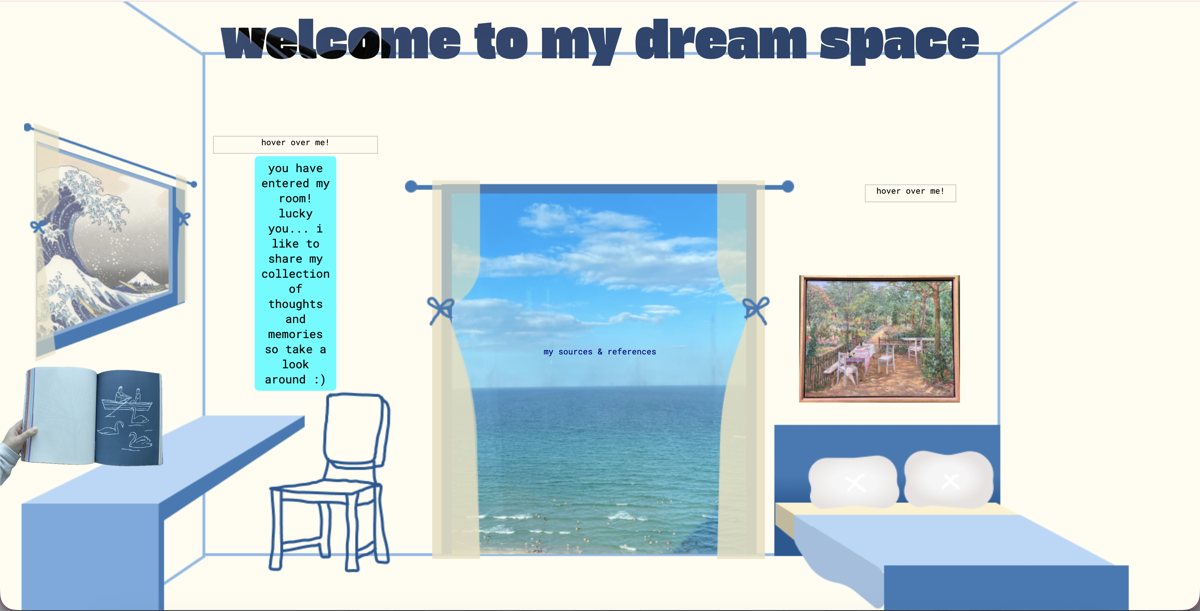 welcome to my dream space
hover over me!
you have
entered my
room!
lucky
you... i
like to
share my
collection
of
thoughts
and
memories
so take a
look
around :)
my sources & references
hover over me!